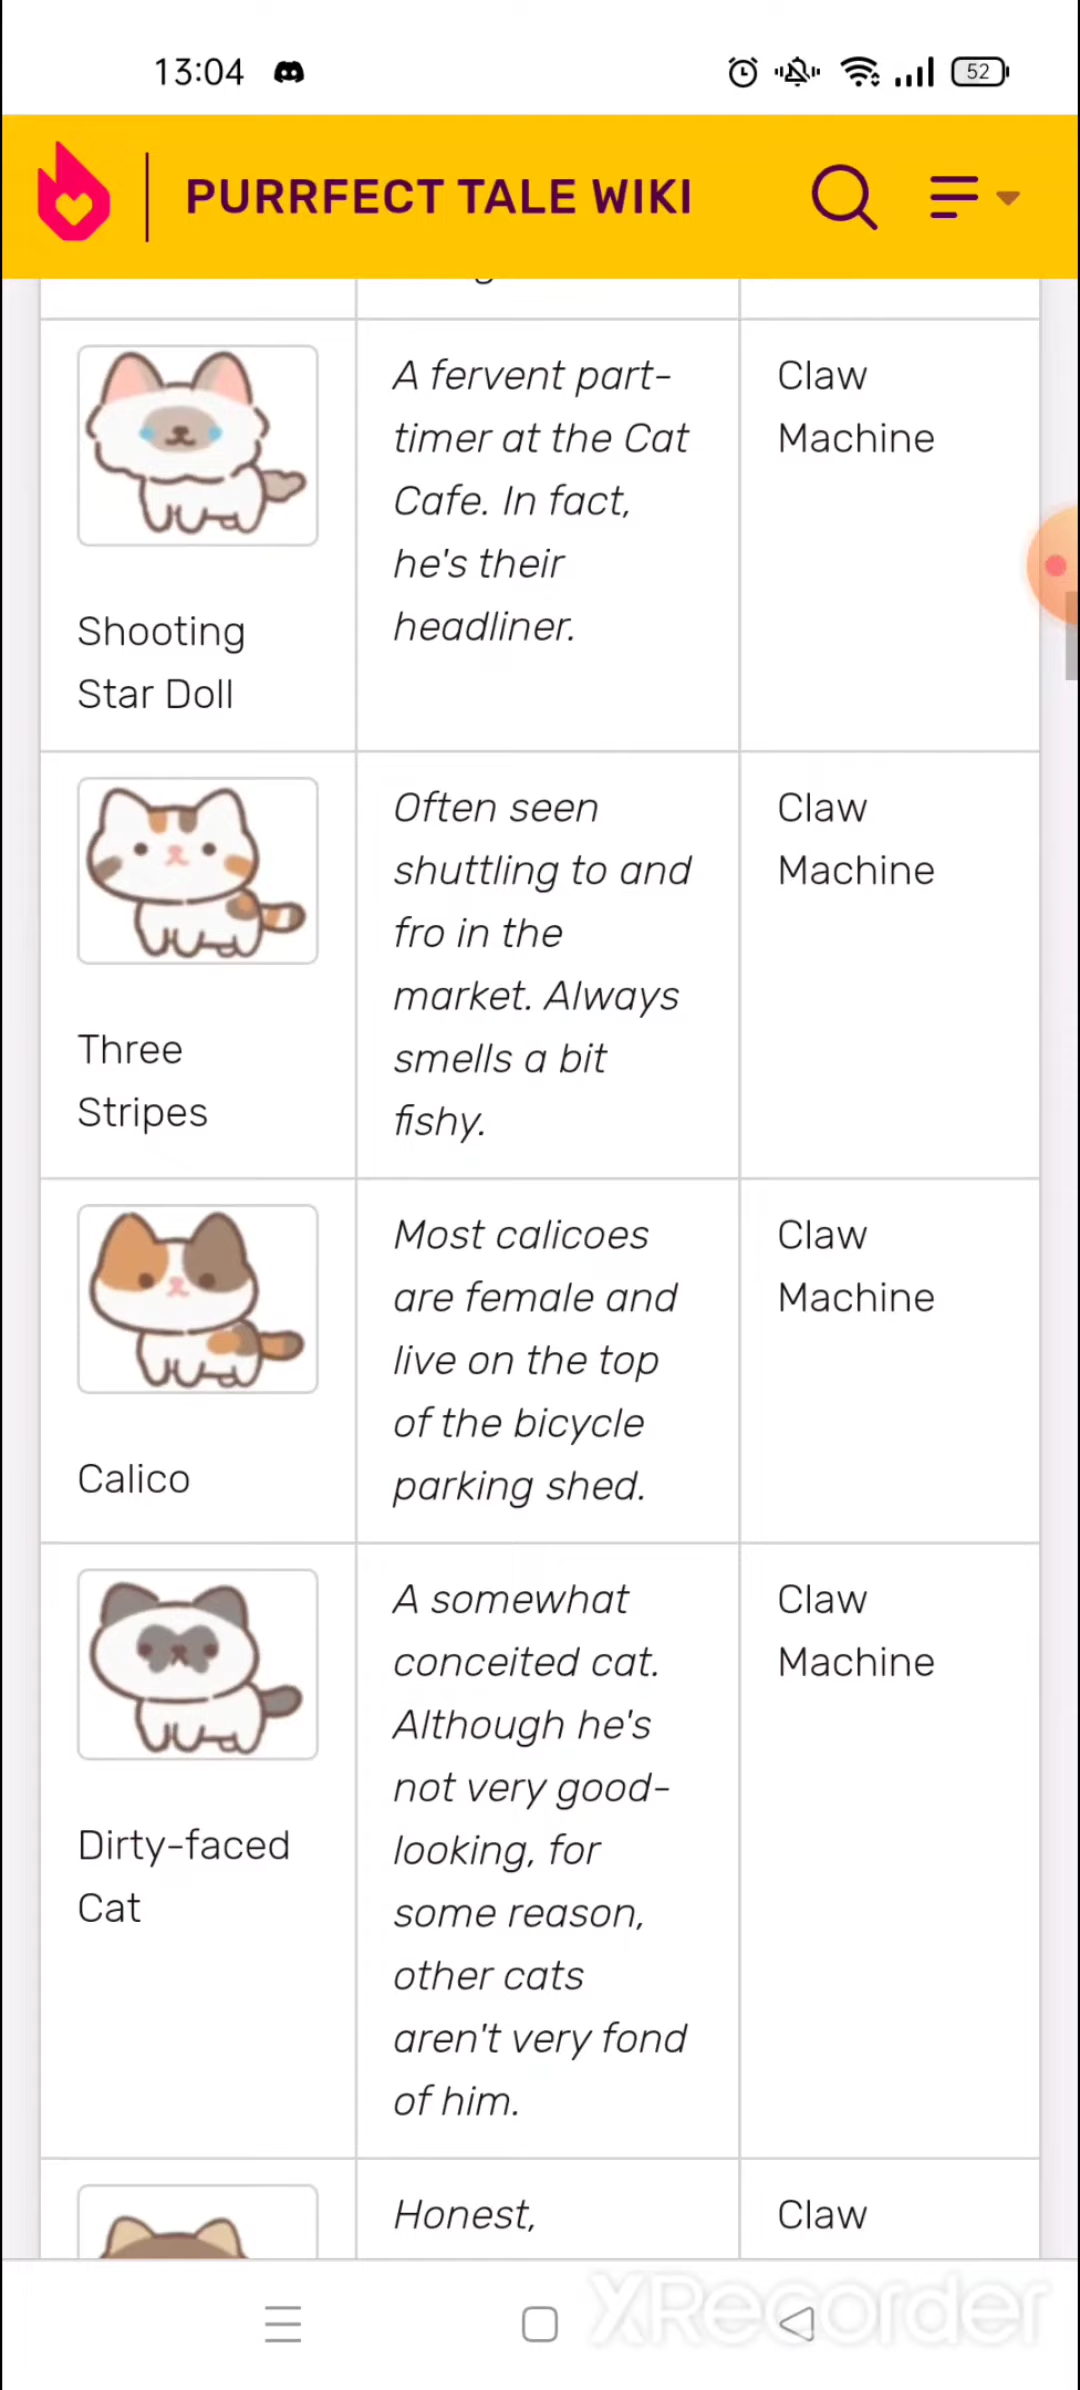 13:04
52
PURRFECT TALE WIKI
A fervent part-
timer at the Cat
Cafe. In fact,
he's their
headliner.
Claw
Machine
Shooting
Star Doll
Often seen
shuttling to and
fro in the
market. Always
smells a bit
fishy.
Claw
Machine
Three
Stripes
Most calicoes
are female and
live on the top
of the bicycle
parking shed.
Claw
Machine
Calico
A somewhat
conceited cat.
Although he's
not very good-
looking, for
some reason,
other cats
aren't very fond
of him.
Claw
Machine
Dirty-faced
Cat
Honest,
Claw
XRecorder